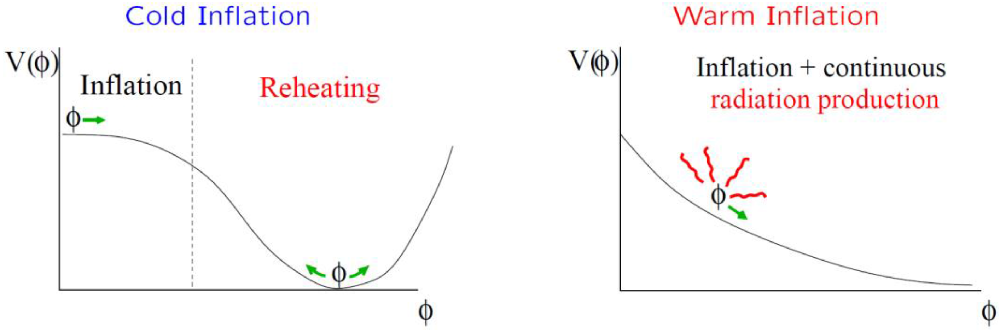 Cold Inflation
V(ϕ)
Inflation
Reheating
ϕ
ϕ
ϕ
Warm Inflation
V(ϕ)
Inflation + continuous
radiation production
ϕ
ϕ